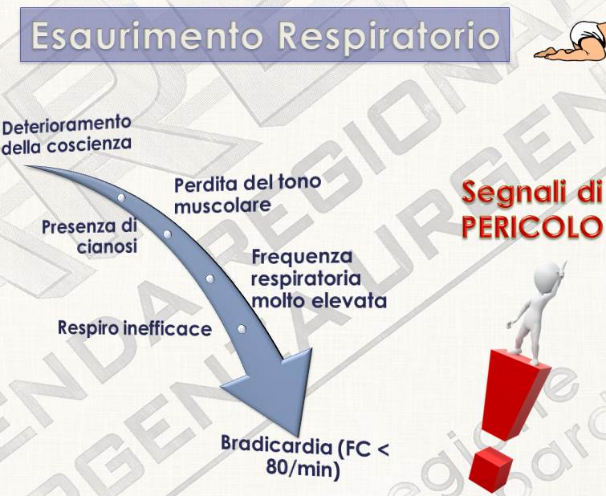 Esaurimento Respiratorio
Deterioramento
della coscienza
Perdita del tono
muscolare
Presenza di
cianosi
Segnali di
PERICOLO
Frequenza
respiratoria
molto elevata
Respiro inefficace
Bradicardia (FC <
80/min)